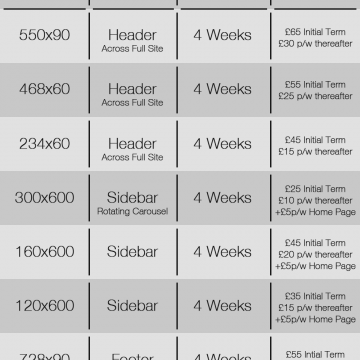 550x90 Header 4 Weeks £65 Initial Term
Across Full Site £30 p/w thereafter
468x60 Header 4 Weeks £55 Initial Term
Across Full Site £25 p/w thereafter
234x60 Header 4 Weeks £45 Initial Term
Across Full Site £15 p/w thereafter
300x600 Sidebar 4 Weeks £25 Initial Term
Rotating Carousel £10 p/w thereafter
+£5p/w Home Page
160x600 Sidebar 4 Weeks £45 Initial Term
£20 p/w thereafter
+£5p/w Home Page
120x600 Sidebar 4 Weeks £35 Initial Term
£15 p/w thereafter
+£5p/w Home Page
728x90 Footer 4 Weeks £55 Initial Term